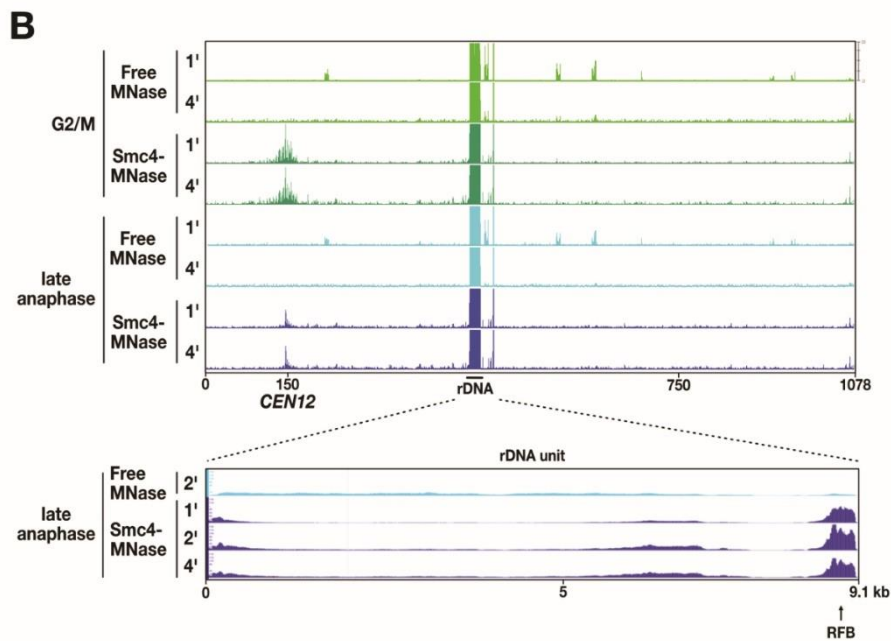 B
G2/M
Free
MNase
1'
4'
Smc4-
MNase
1'
4'
late
anaphase
Free
MNase
1'
4'
Smc4-
MNase
1'
4'
0
150
rDNA
750
1078
CEN12
rDNA unit
late
anaphase
Free
MNase
2'
Smc4-
MNase
1'
2'
4'
0
5
9.1 kb
RFB